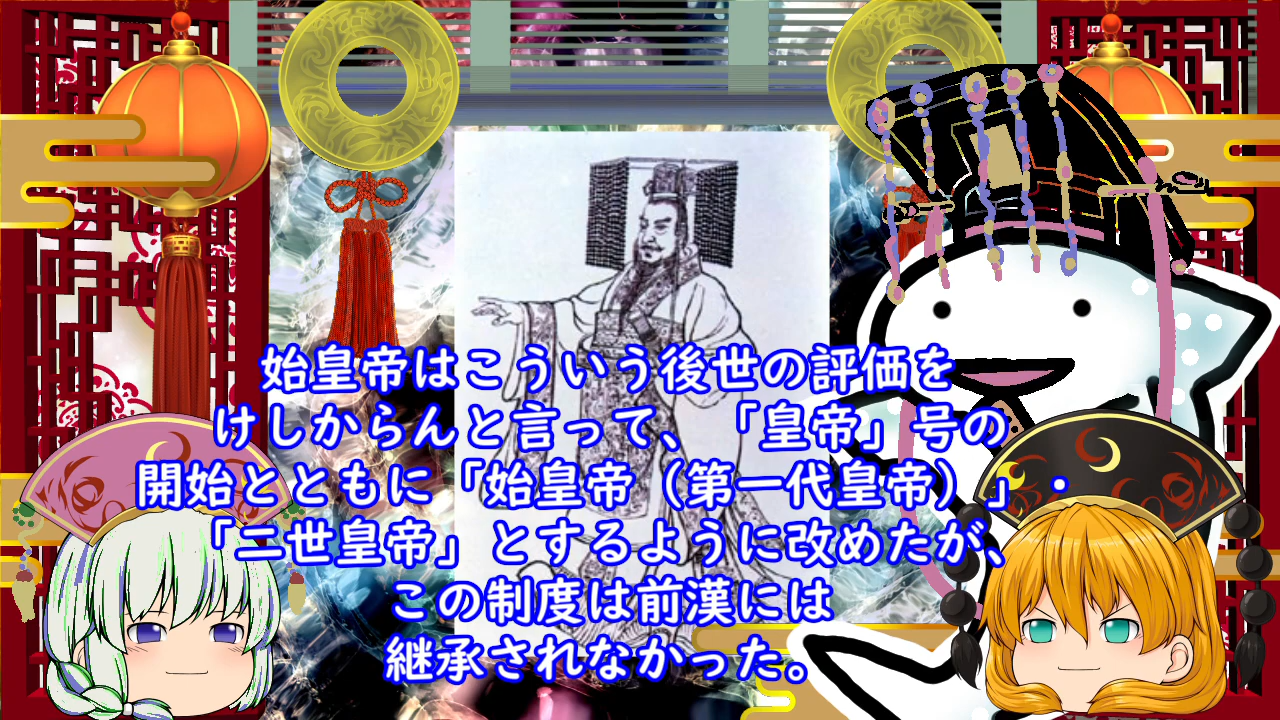 始皇帝はこういう後世の評価を
けしからんと言って、「皇帝」号の
開始とともに「始皇帝（第一代皇帝）」・
「二世皇帝」とするように改めたが、
この制度は前漢には
継承されなかった。